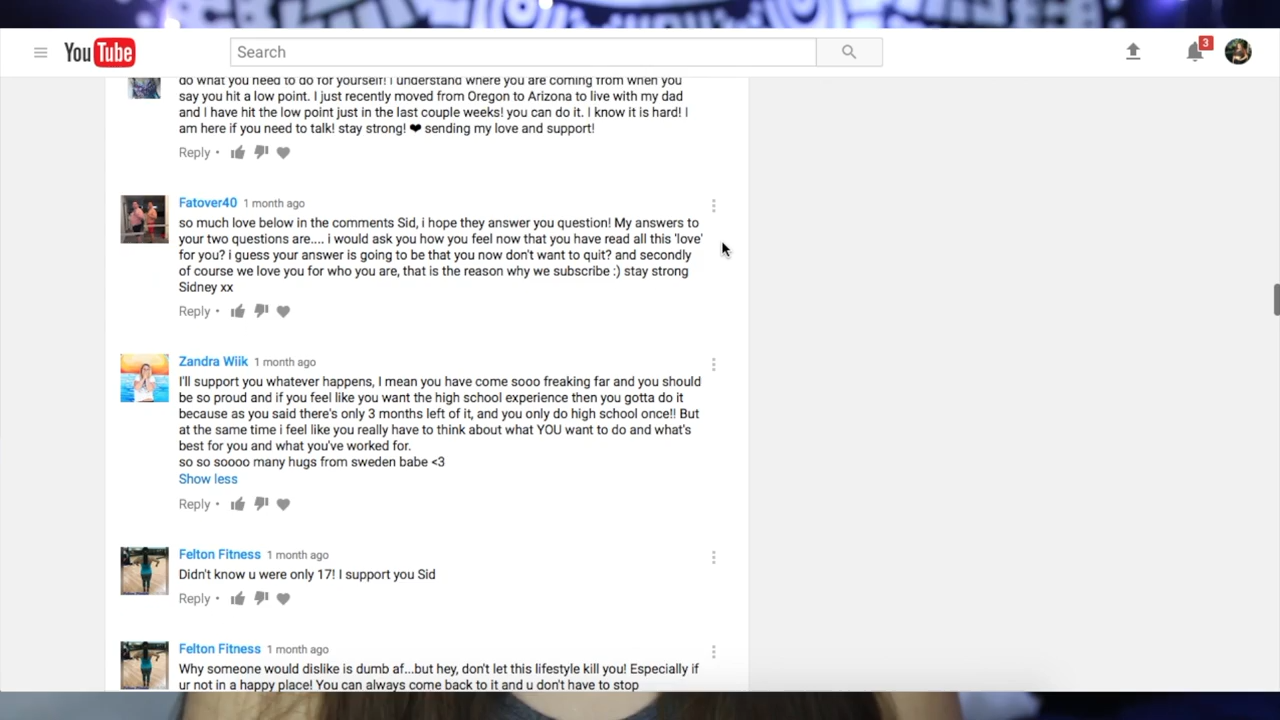 YouTube
Search
3
do what you need to do for yourself! I understand where you are coming from when you
say you hit a low point. I just recently moved from Oregon to Arizona to live with my dad
and I have hit the low point just in the last couple weeks! you can do it. I know it is hard! I
am here if you need to talk! stay strong! ❤ sending my love and support!
Reply •
Fatover40 1 month ago
so much love below in the comments Sid, i hope they answer you question! My answers to
your two questions are.... i would ask you how you feel now that you have read all this 'love'
for you? i guess your answer is going to be that you now don't want to quit? and secondly
of course we love you for who you are, that is the reason why we subscribe :) stay strong
Sidney xx
Reply •
Zandra Wiik 1 month ago
I'll support you whatever happens, I mean you have come sooo freaking far and you should
be so proud and if you feel like you want the high school experience then you gotta do it
because as you said there's only 3 months left of it, and you only do high school once!! But
at the same time i feel like you really have to think about what YOU want to do and what's
best for you and what you've worked for.
so so soooo many hugs from sweden babe <3
Show less
Reply •
Felton Fitness 1 month ago
Didn't know u were only 17! I support you Sid
Reply •
Felton Fitness 1 month ago
Why someone would dislike is dumb af...but hey, don't let this lifestyle kill you! Especially if
ur not in a happy place! You can always come back to it and u don't have to stop